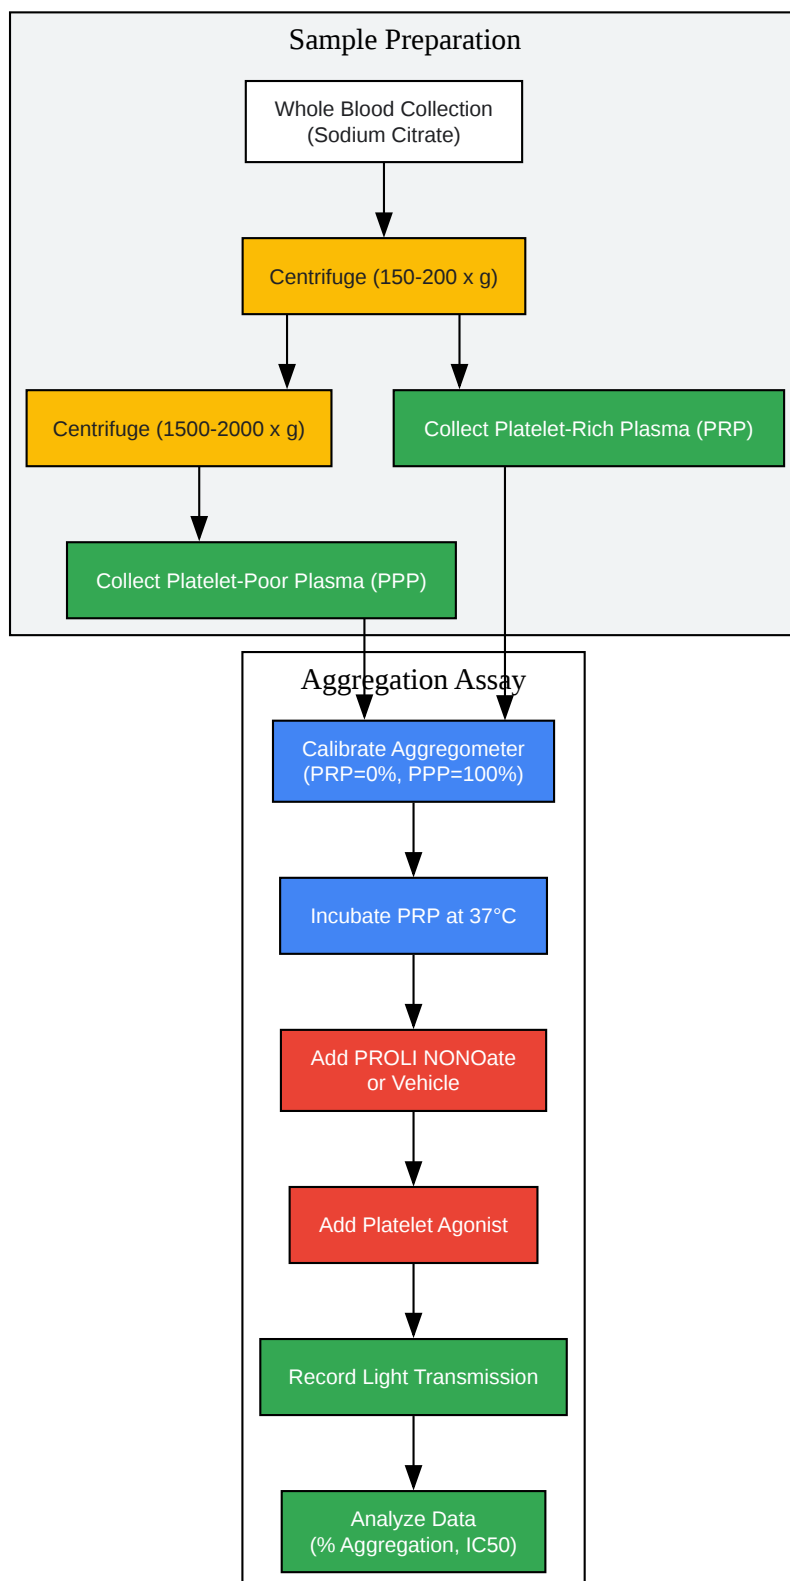 Sample Preparation
Whole Blood Collection
(Sodium Citrate)
Centrifuge (150-200 x g)
Centrifuge (1500-2000 x g)
Collect Platelet-Rich Plasma (PRP)
Collect Platelet-Poor Plasma (PPP)
Aggregation Assay
Calibrate Aggregometer
(PRP=0%, PPP=100%)
Incubate PRP at 37°C
Add PROLI NONOate
or Vehicle
Add Platelet Agonist
Record Light Transmission
Analyze Data
(% Aggregation, IC50)